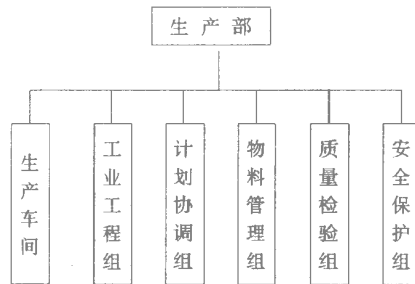 生产部
生产车间
工业工程组
计划协调组
物料管理组
质量检验组
安全保护组